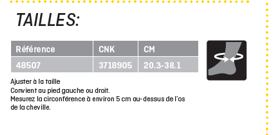 TAILLES:
Référence CNK CM
48507 3718905 20.3-38.1
Ajuster à la taille
Convient au pied gauche ou droit.
Mesurez la circonférence à environ 5 cm au-dessus de l'os
de la cheville.